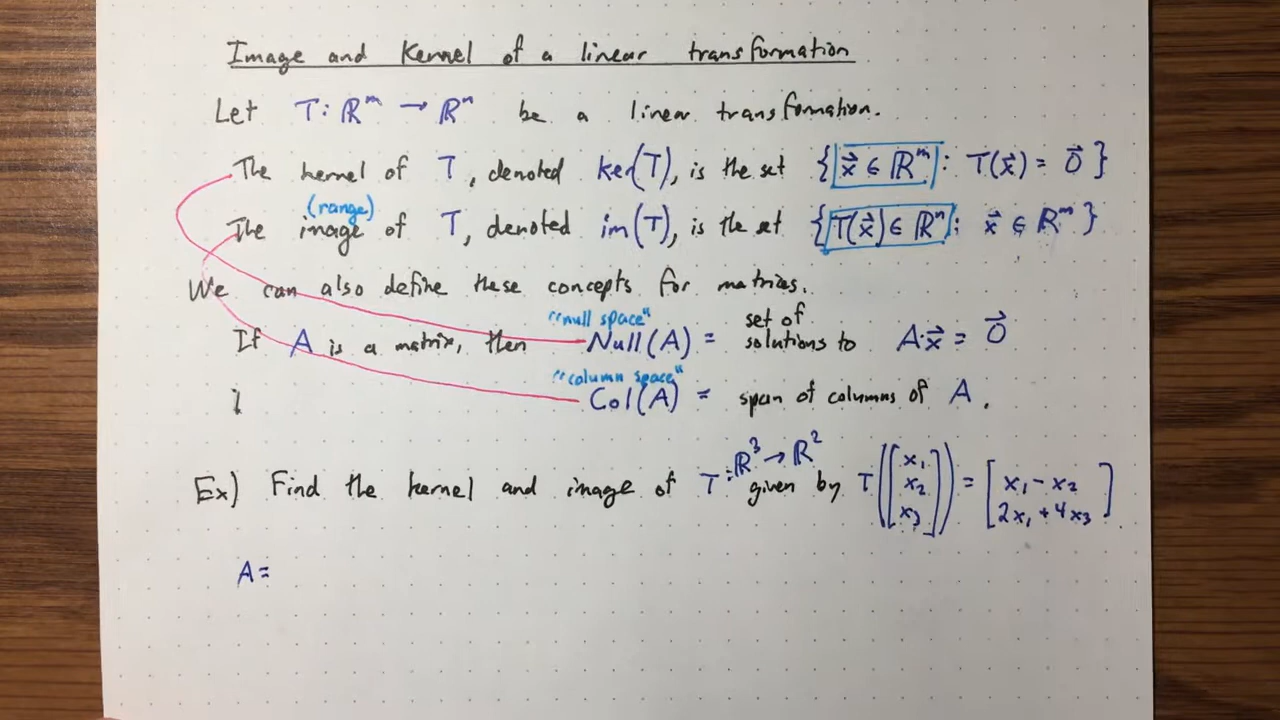 Image and Kernel of a linear transformation
Let T: ℝᵐ → ℝⁿ be a linear transformation.
The kernel of T, denoted ker(T), is the set {x⃗ ∈ ℝᵐ : T(x⃗) = 0⃗ }
(range)
The image of T, denoted im(T), is the set {T(x⃗) ∈ ℝⁿ : x⃗ ∈ ℝᵐ }
We can also define these concepts for matrices.
"null space"
If A is a matrix, then Null(A) = set of solutions to A·x⃗ = 0⃗
"column space"
Col(A) = span of columns of A.
Ex) Find the kernel and image of T: ℝ³ → ℝ² given by T([x₁ x₂ x₃]) = [x₁ - x₂ 2x₁ + 4x₃]
A =